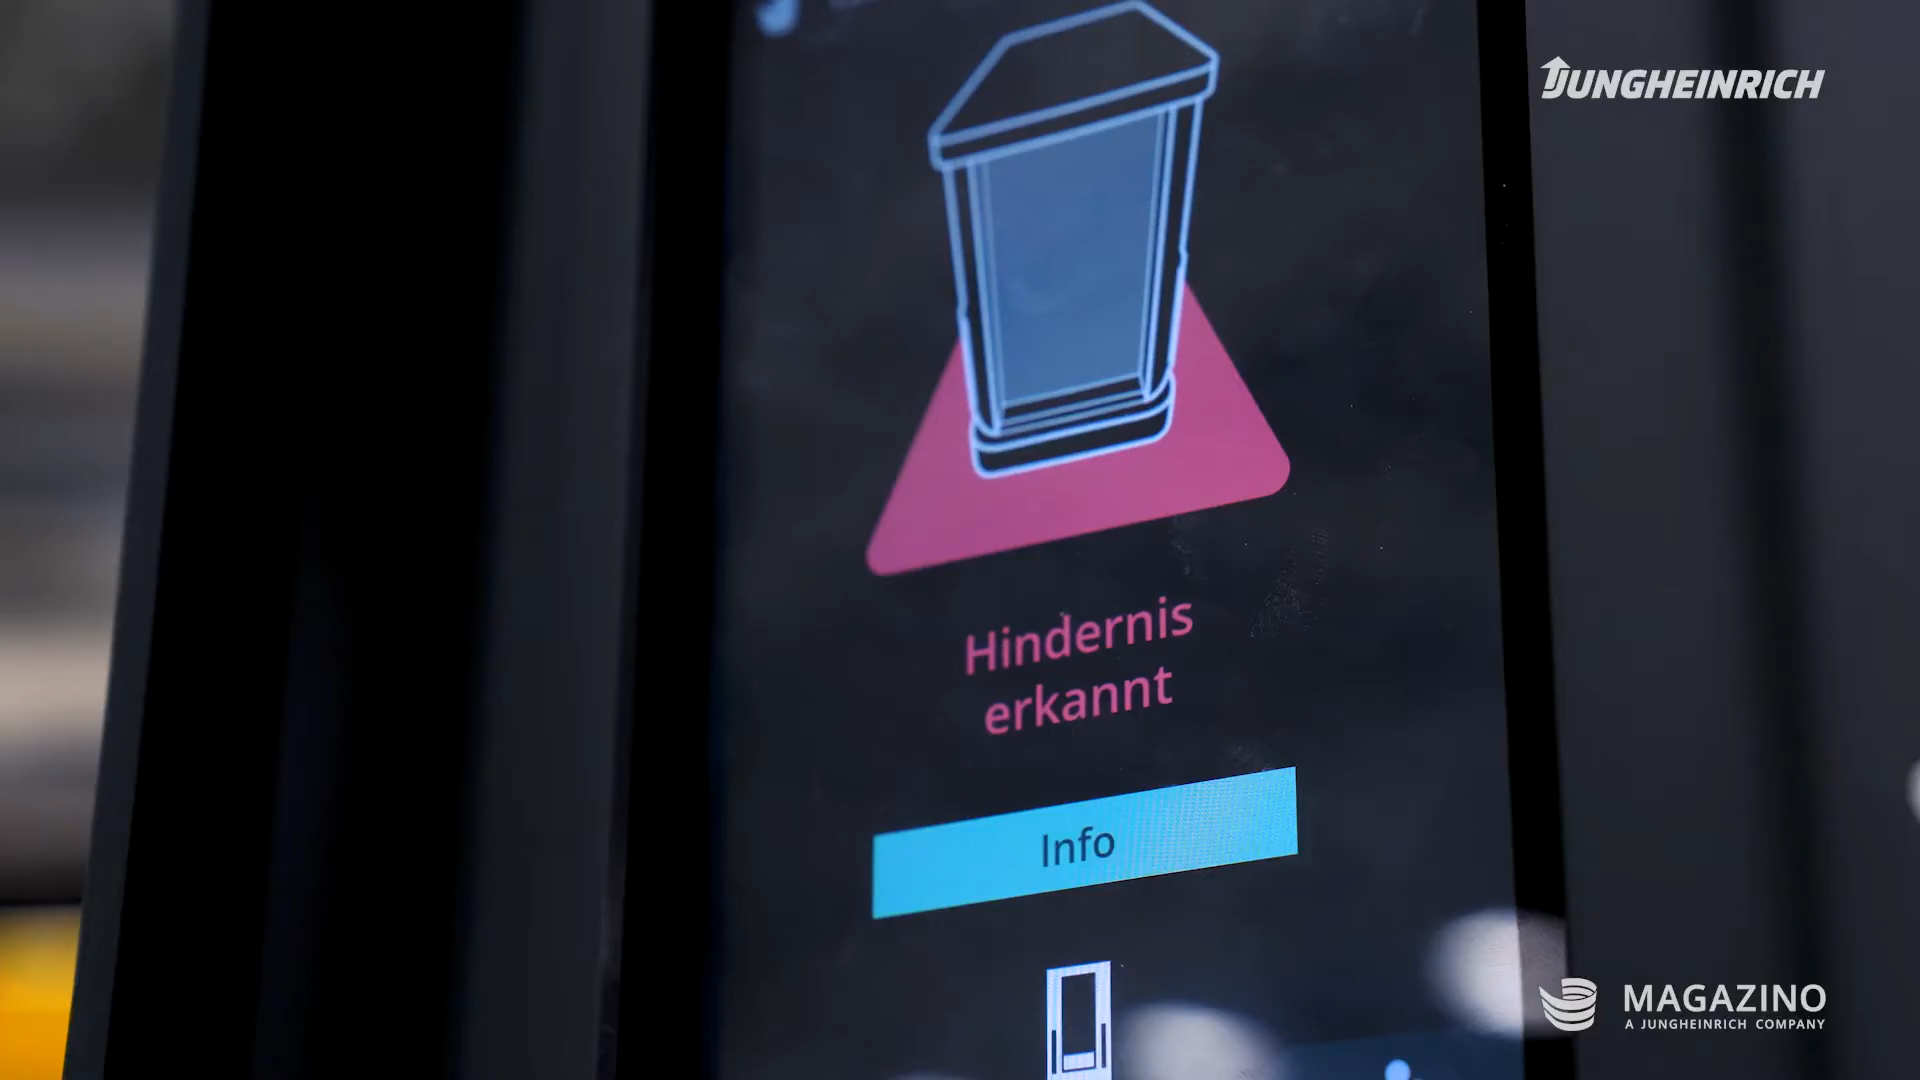 JUNGHEINRICH
Hindernis
erkannt
Info
MAGAZINO
A JUNGHEINRICH COMPANY